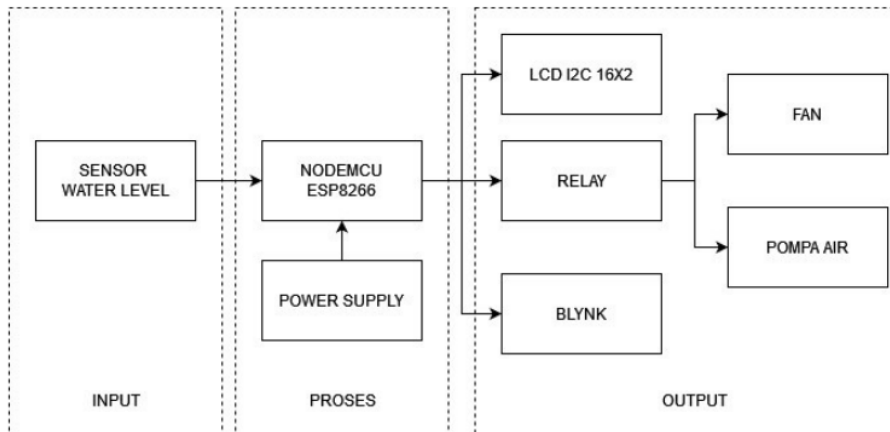 SENSOR
WATER LEVEL
INPUT
NODEMCU
ESP8266
POWER SUPPLY
PROSES
LCD I2C 16X2
RELAY
BLYNK
FAN
POMPA AIR
OUTPUT